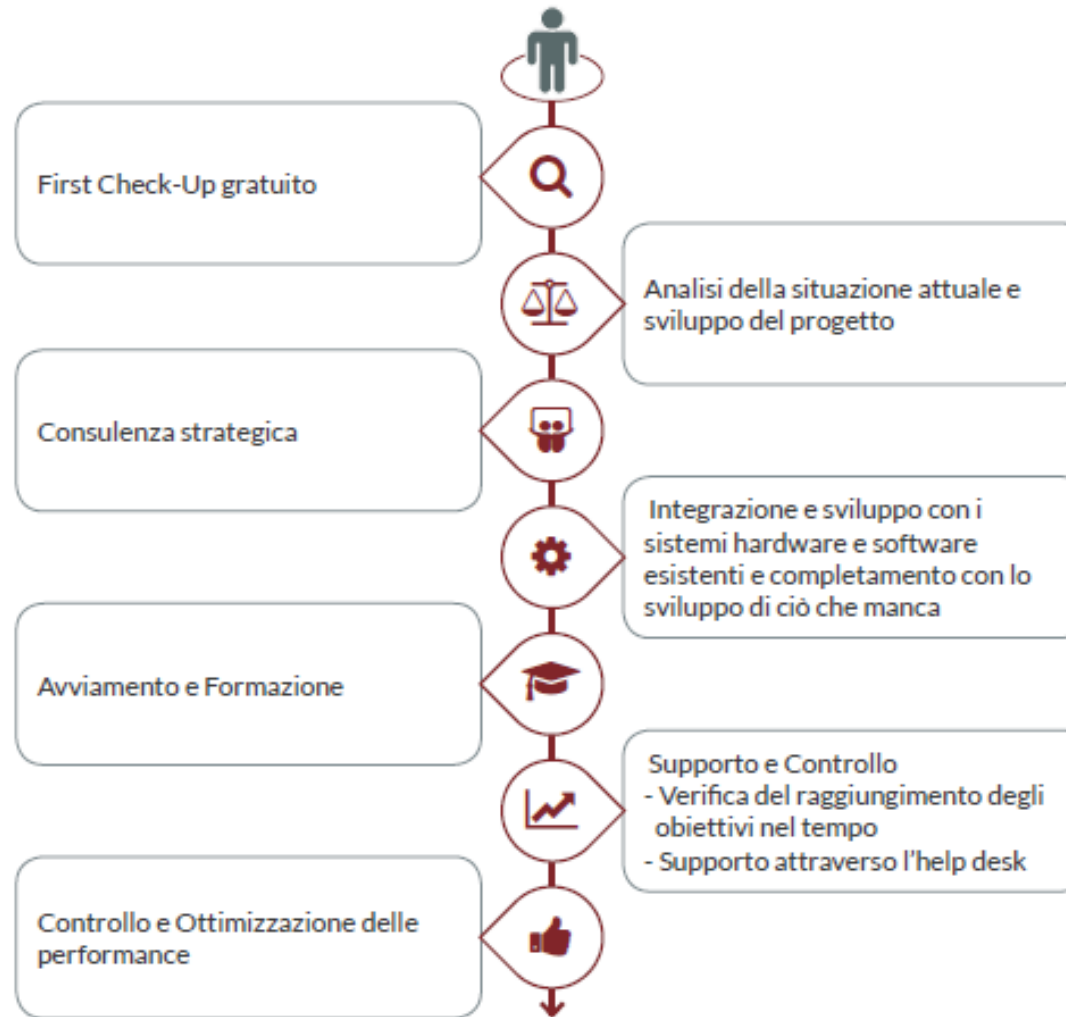 First Check-Up gratuito
Analisi della situazione attuale e
sviluppo del progetto
Consulenza strategica
Integrazione e sviluppo con i
sistemi hardware e software
esistenti e completamento con lo
sviluppo di ciò che manca
Avviamento e Formazione
Supporto e Controllo
- Verifica del raggiungimento degli
obiettivi nel tempo
- Supporto attraverso l'help desk
Controllo e Ottimizzazione delle
performance